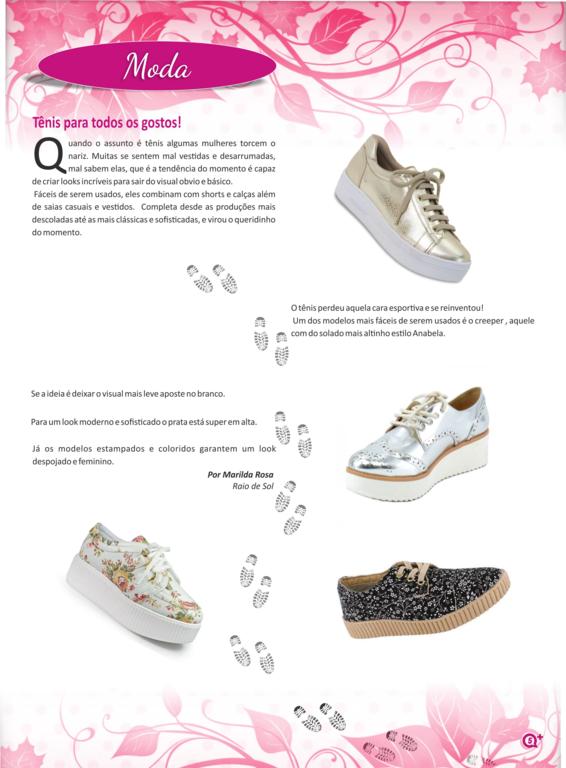 Moda
Tênis para todos os gostos!
Quando o assunto é tênis algumas mulheres torcem o
nariz. Muitas se sentem mal vestidas e desarrumadas,
mal sabem elas, que é a tendência do momento é capaz
de criar looks incríveis para sair do visual obvio e básico.
Fáceis de serem usados, eles combinam com shorts e calças além
de saias casuais e vestidos. Completa desde as produções mais
descoladas até as mais clássicas e sofisticadas, e virou o queridinho
do momento.
O tênis perdeu aquela cara esportiva e se reinventou!
Um dos modelos mais fáceis de serem usados é o creeper , aquele
com do solado mais altinho estilo Anabela.
Se a ideia é deixar o visual mais leve aposte no branco.
Para um look moderno e sofisticado o prata está super em alta.
Já os modelos estampados e coloridos garantem um look
despojado e feminino.
Por Marilda Rosa
Raio de Sol